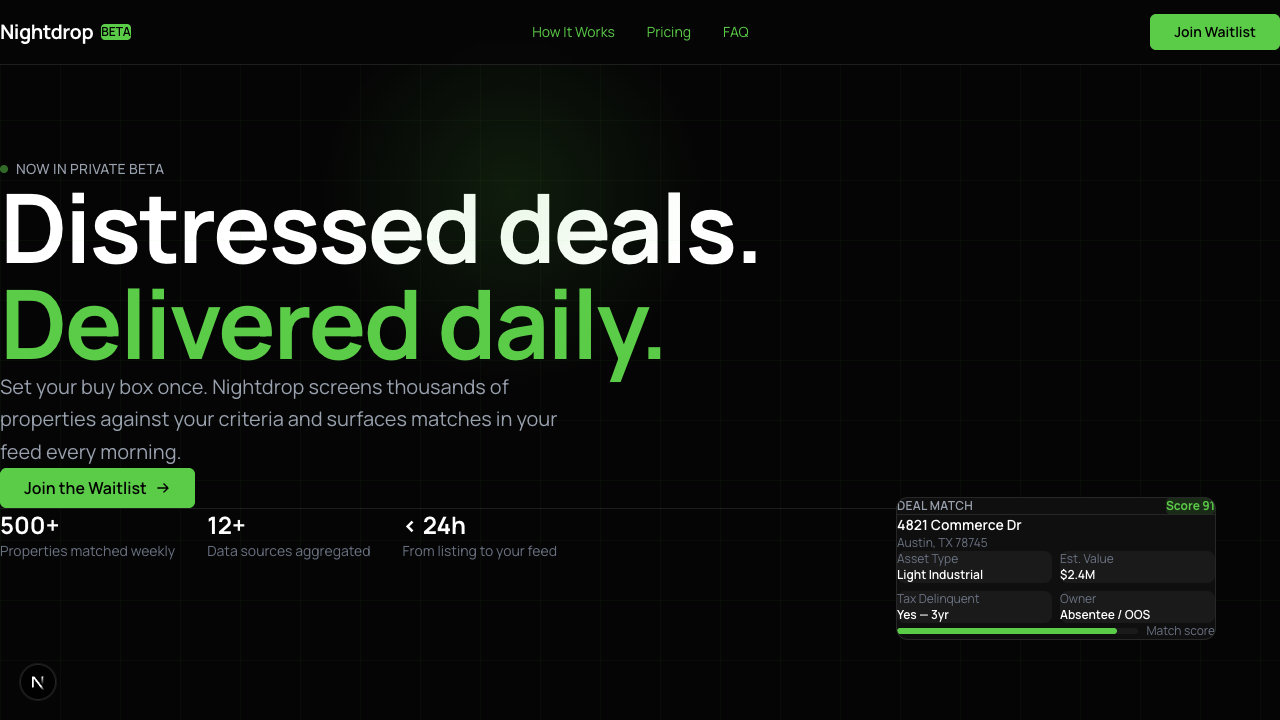 Nightdrop BETA
How It Works Pricing FAQ
Join Waitlist
NOW IN PRIVATE BETA
Distressed deals.
Delivered daily.
Set your buy box once. Nightdrop screens thousands of
properties against your criteria and surfaces matches in your
feed every morning.
Join the Waitlist →
500+
Properties matched weekly
12+
Data sources aggregated
< 24h
From listing to your feed
DEAL MATCH Score 91
4821 Commerce Dr
Austin, TX 78745
Asset Type
Light Industrial
Est. Value
$2.4M
Tax Delinquent
Yes — 3yr
Owner
Absentee / OOS
Match score
N